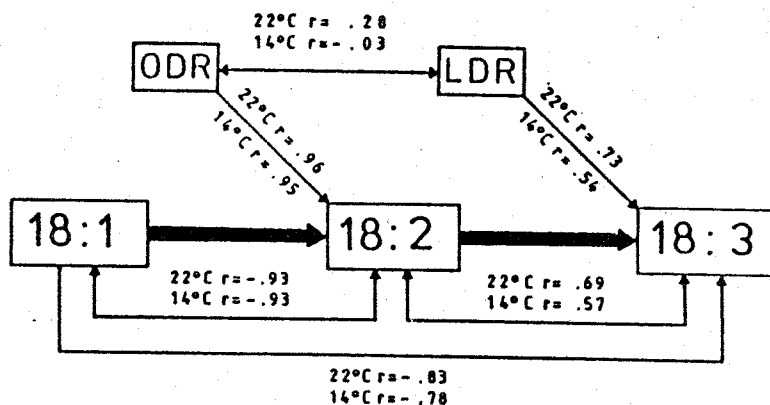 22°C r= .28
14°C r=-.03
ODR
LDR
22°C r= .96
14°C r= .95
22°C r= .73
14°C r= .54
18:1
18:2
18:3
22°C r=-.93
14°C r=-.93
22°C r= .69
14°C r= .57
22°C r=-.83
14°C r=-.78